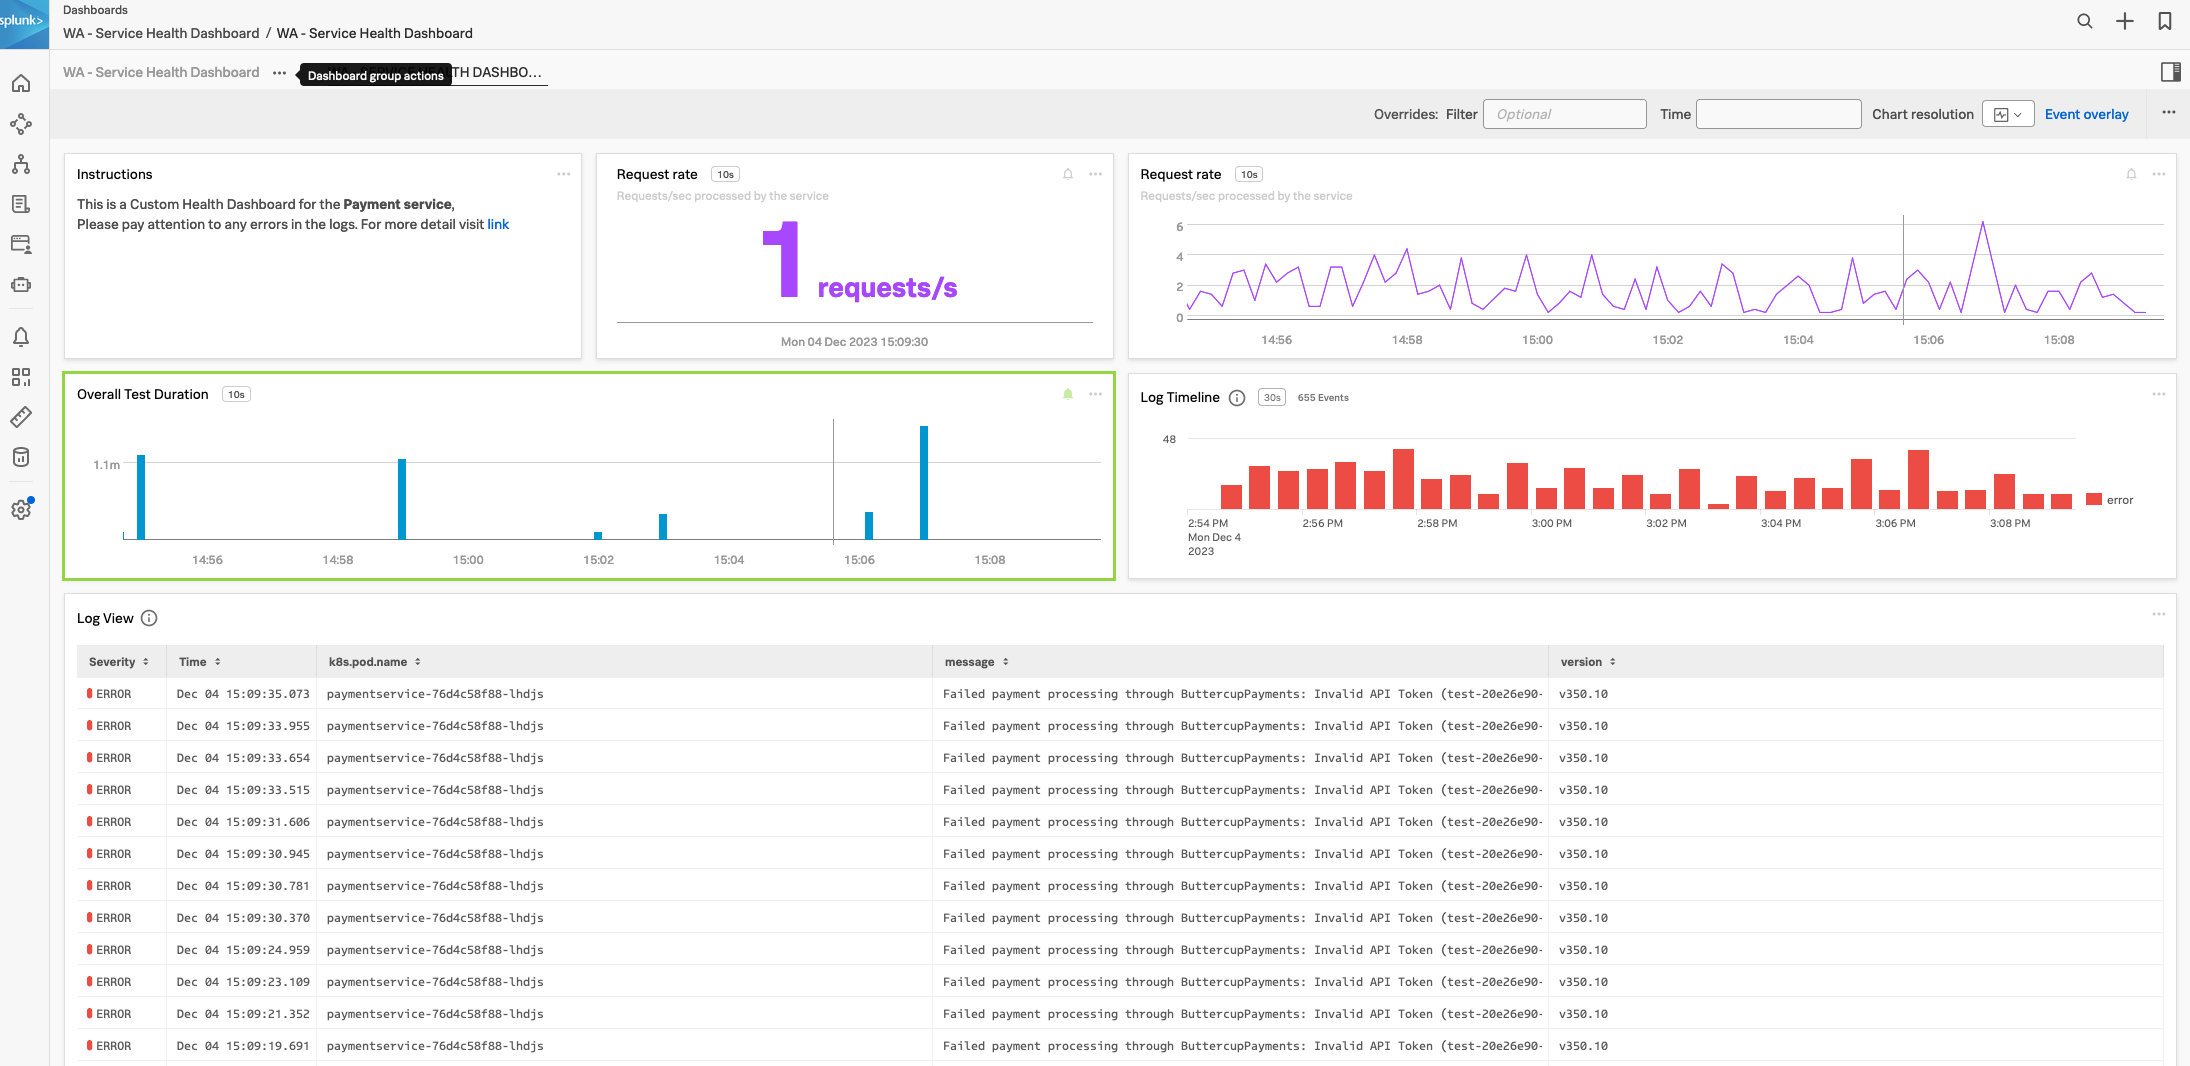 splunk>
Dashboards
WA - Service Health Dashboard / WA - Service Health Dashboard
WA - Service Health Dashboard ...
Dashboard group actions
TH DASHBO...
Overrides: Filter Optional Time Chart resolution Event overlay
Instructions
This is a Custom Health Dashboard for the Payment service,
Please pay attention to any errors in the logs. For more detail visit link
Request rate 10s
Requests/sec processed by the service
1 requests/s
Mon 04 Dec 2023 15:09:30
Request rate 10s
Requests/sec processed by the service
6
4
2
0
14:56 14:58 15:00 15:02 15:04 15:06 15:08
Overall Test Duration 10s
1.1m
14:56 14:58 15:00 15:02 15:04 15:06 15:08
Log Timeline 30s 655 Events
48
error
2:54 PM 2:56 PM 2:58 PM 3:00 PM 3:02 PM 3:04 PM 3:06 PM 3:08 PM
Mon Dec 4
2023
Log View
Severity Time k8s.pod.name message version
ERROR Dec 04 15:09:35.073 paymentservice-76d4c58f88-lhdjs Failed payment processing through ButtercupPayments: Invalid API Token (test-20e26e90- v350.10
ERROR Dec 04 15:09:33.955 paymentservice-76d4c58f88-lhdjs Failed payment processing through ButtercupPayments: Invalid API Token (test-20e26e90- v350.10
ERROR Dec 04 15:09:33.654 paymentservice-76d4c58f88-lhdjs Failed payment processing through ButtercupPayments: Invalid API Token (test-20e26e90- v350.10
ERROR Dec 04 15:09:33.515 paymentservice-76d4c58f88-lhdjs Failed payment processing through ButtercupPayments: Invalid API Token (test-20e26e90- v350.10
ERROR Dec 04 15:09:31.606 paymentservice-76d4c58f88-lhdjs Failed payment processing through ButtercupPayments: Invalid API Token (test-20e26e90- v350.10
ERROR Dec 04 15:09:30.945 paymentservice-76d4c58f88-lhdjs Failed payment processing through ButtercupPayments: Invalid API Token (test-20e26e90- v350.10
ERROR Dec 04 15:09:30.781 paymentservice-76d4c58f88-lhdjs Failed payment processing through ButtercupPayments: Invalid API Token (test-20e26e90- v350.10
ERROR Dec 04 15:09:30.370 paymentservice-76d4c58f88-lhdjs Failed payment processing through ButtercupPayments: Invalid API Token (test-20e26e90- v350.10
ERROR Dec 04 15:09:24.959 paymentservice-76d4c58f88-lhdjs Failed payment processing through ButtercupPayments: Invalid API Token (test-20e26e90- v350.10
ERROR Dec 04 15:09:23.109 paymentservice-76d4c58f88-lhdjs Failed payment processing through ButtercupPayments: Invalid API Token (test-20e26e90- v350.10
ERROR Dec 04 15:09:21.352 paymentservice-76d4c58f88-lhdjs Failed payment processing through ButtercupPayments: Invalid API Token (test-20e26e90- v350.10
ERROR Dec 04 15:09:19.691 paymentservice-76d4c58f88-lhdjs Failed payment processing through ButtercupPayments: Invalid API Token (test-20e26e90- v350.10